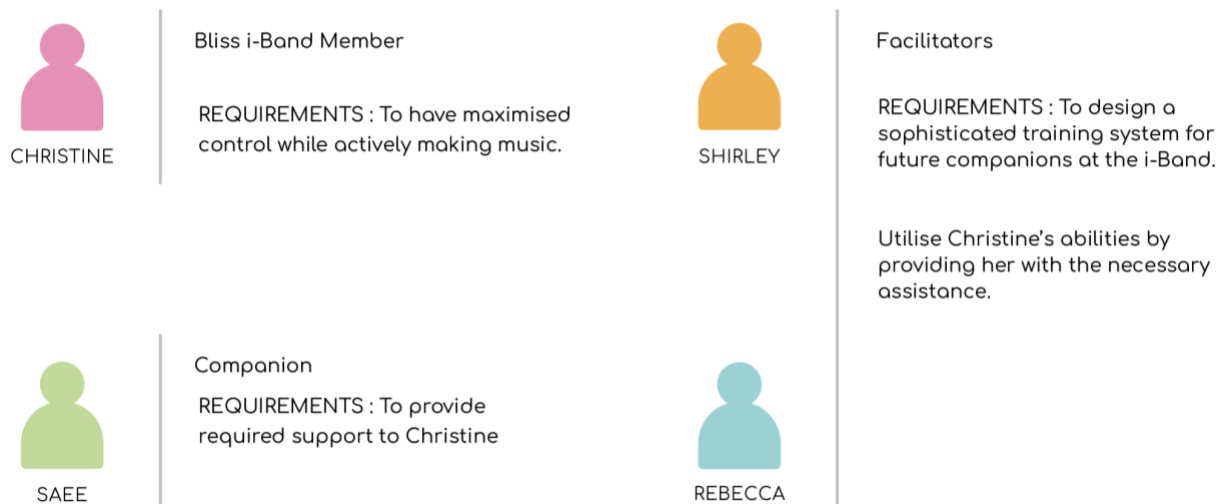 Bliss i-Band Member
REQUIREMENTS : To have maximised
control while actively making music.
CHRISTINE
Facilitators
REQUIREMENTS : To design a
sophisticated training system for
future companions at the i-Band.
SHIRLEY
Utilise Christine's abilities by
providing her with the necessary
assistance.
Companion
REQUIREMENTS : To provide
required support to Christine
SAEE
REBECCA